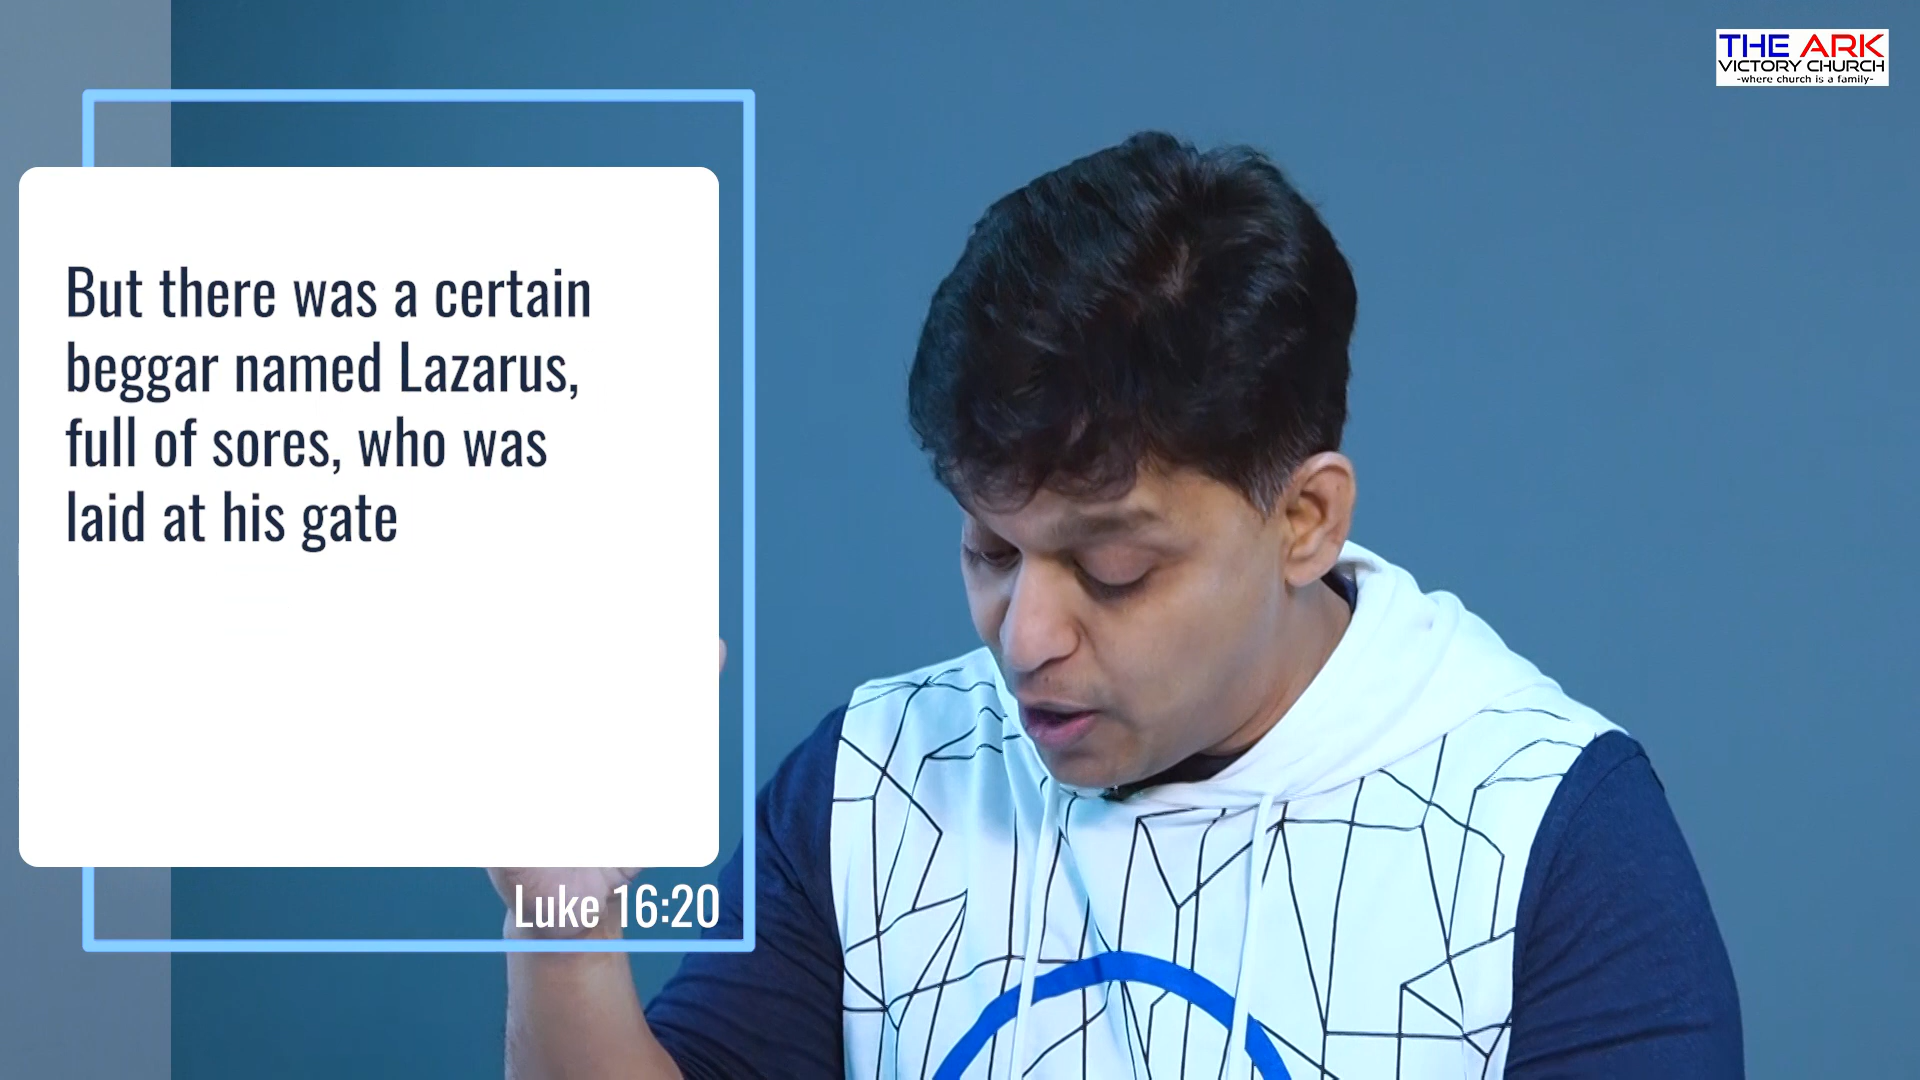 THE ARK
VICTORY CHURCH
-where church is a family-
But there was a certain
beggar named Lazarus,
full of sores, who was
laid at his gate
Luke 16:20